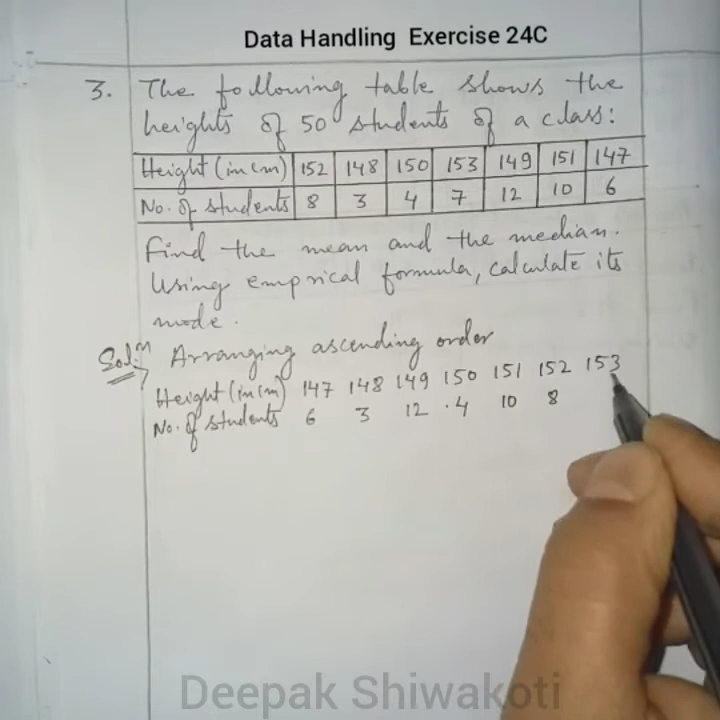 Data Handling Exercise 24C
3. The following table shows the
heights of 50 students of a class:
Height (in cm) 152 148 150 153 149 151 147
No. of students 8 3 4 7 12 10 6
Find the mean and the median.
Using emprical formula, calculate its
mode.
Sol:n Arranging ascending order
Height (in cm) 147 148 149 150 151 152 153
No. of students 6 3 12 4 10 8
Deepak Shiwakoti